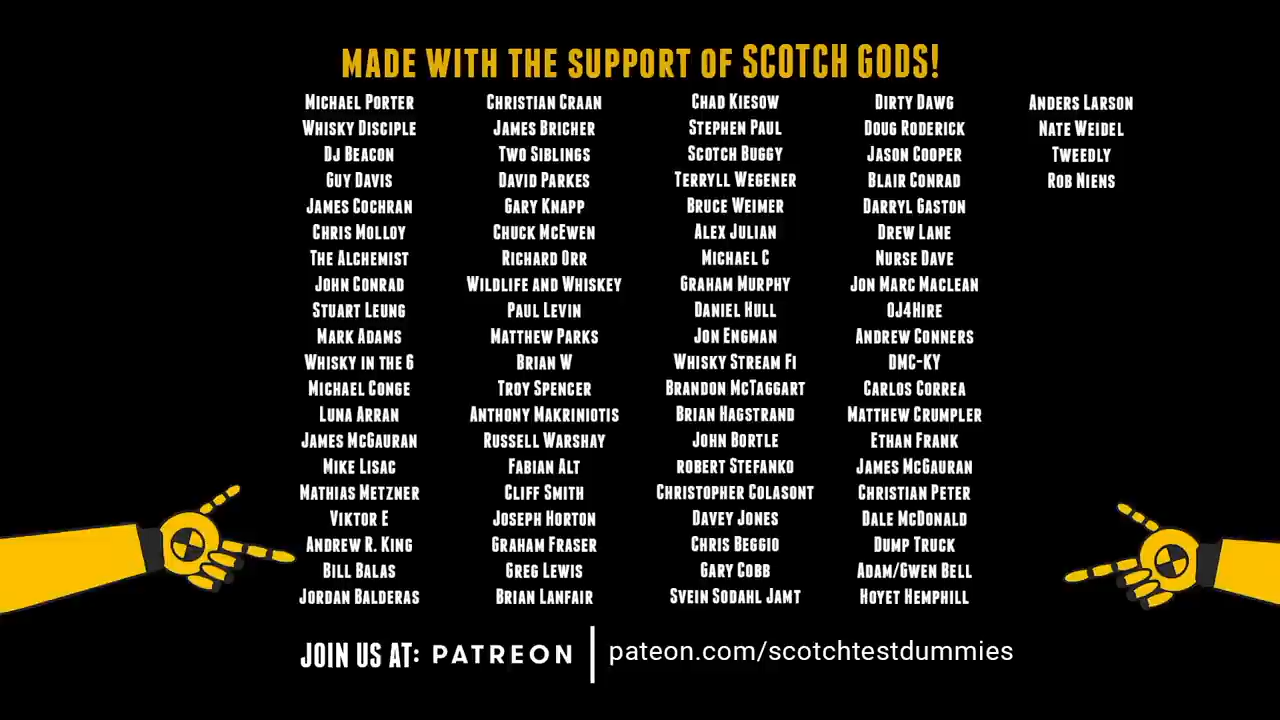 MADE WITH THE SUPPORT OF SCOTCH GODS!
MICHAEL PORTER
WHISKY DISCIPLE
DJ BEACON
GUY DAVIS
JAMES COCHRAN
CHRIS MOLLOY
THE ALCHEMIST
JOHN CONRAD
STUART LEUNG
MARK ADAMS
WHISKY IN THE 6
MICHAEL CONGE
LUNA ARRAN
JAMES MCGAURAN
MIKE LISAC
MATHIAS METZNER
VIKTOR E
ANDREW R. KING
BILL BALAS
JORDAN BALDERAS
CHRISTIAN CRAAN
JAMES BRICHER
TWO SIBLINGS
DAVID PARKES
GARY KNAPP
CHUCK MCEWEN
RICHARD ORR
WILDLIFE AND WHISKEY
PAUL LEVIN
MATTHEW PARKS
BRIAN W
TROY SPENCER
ANTHONY MAKRINIOTIS
RUSSELL WARSHAY
FABIAN ALT
CLIFF SMITH
JOSEPH HORTON
GRAHAM FRASER
GREG LEWIS
BRIAN LANFAIR
CHAD KIESOW
STEPHEN PAUL
SCOTCH BUGGY
TERRYLL WEGENER
BRUCE WEIMER
ALEX JULIAN
MICHAEL C
GRAHAM MURPHY
DANIEL HULL
JON ENGMAN
WHISKY STREAM FI
BRANDON MCTAGGART
BRIAN HAGSTRAND
JOHN BORTLE
ROBERT STEFANKO
CHRISTOPHER COLASONT
DAVEY JONES
CHRIS BEGGIO
GARY COBB
SVEIN SODAHL JAMT
DIRTY DAWG
DOUG RODERICK
JASON COOPER
BLAIR CONRAD
DARRYL GASTON
DREW LANE
NURSE DAVE
JON MARC MACLEAN
OJ4HIRE
ANDREW CONNERS
DMC-KY
CARLOS CORREA
MATTHEW CRUMPLER
ETHAN FRANK
JAMES MCGAURAN
CHRISTIAN PETER
DALE MCDONALD
DUMP TRUCK
ADAM/GWEN BELL
HOYET HEMPHILL
ANDERS LARSON
NATE WEIDEL
TWEEDLY
ROB NIENS
JOIN US AT: PATREON | pateon.com/scotchtestdummies